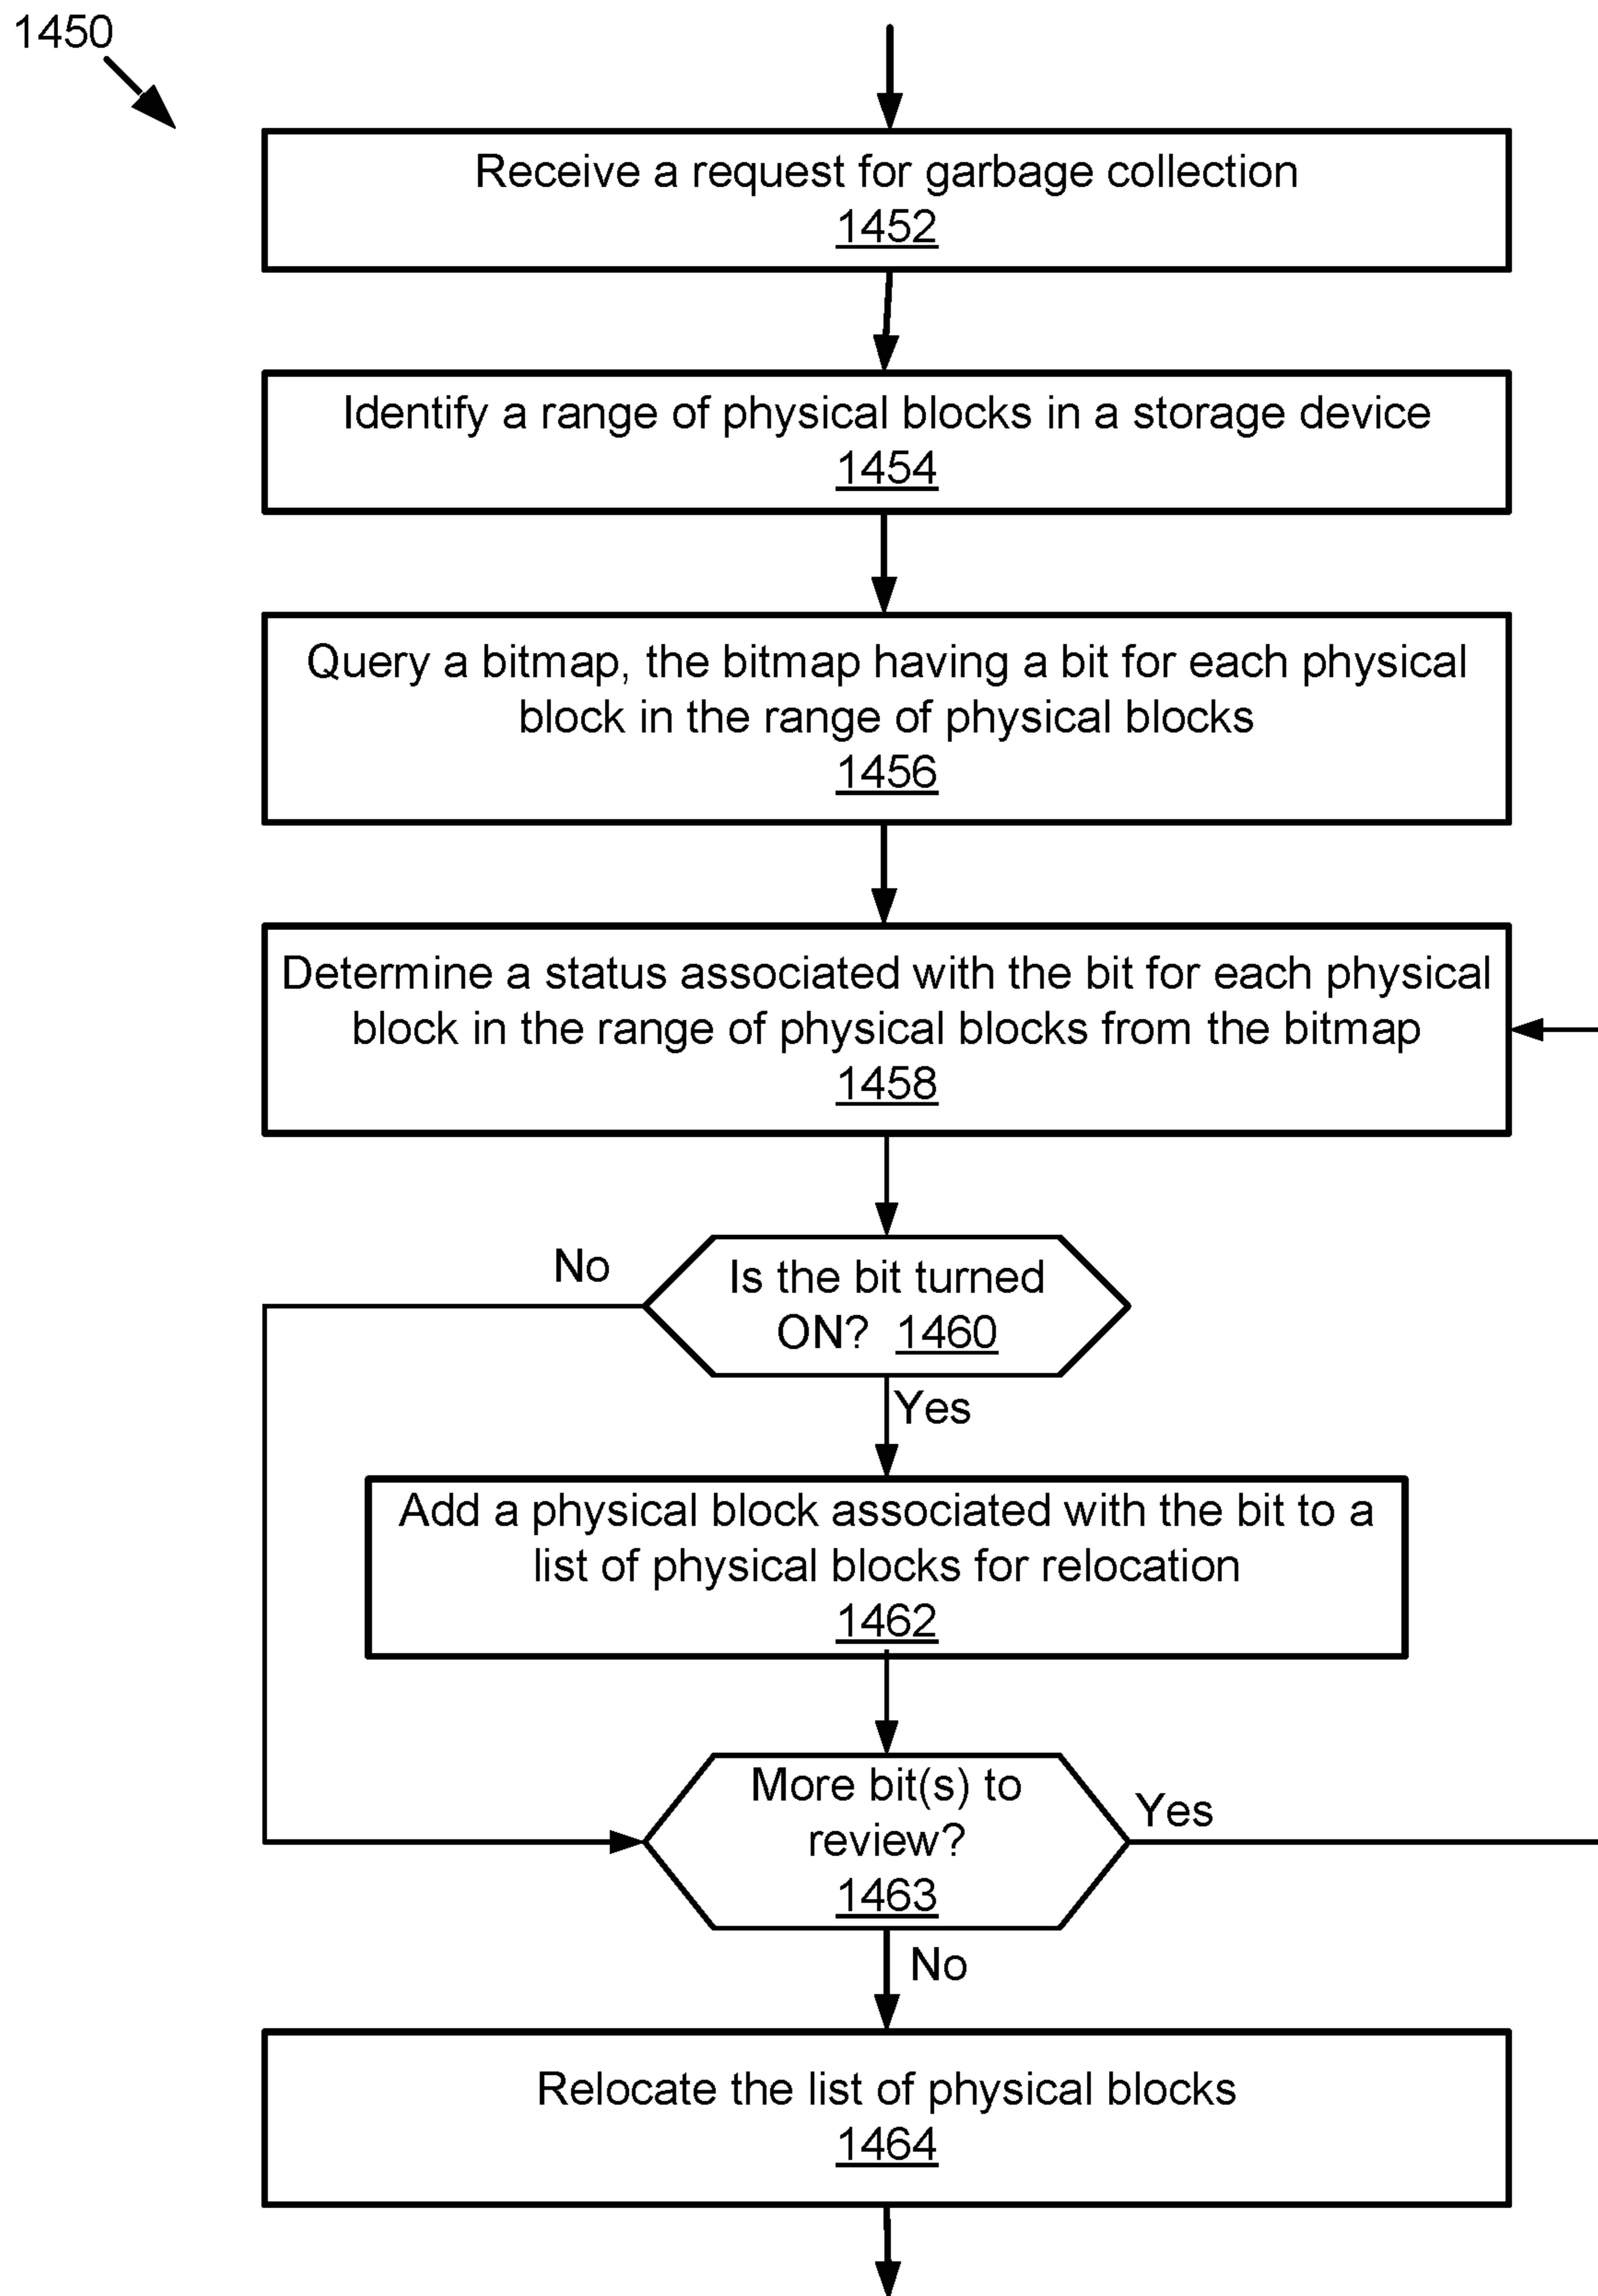 1450
Receive a request for garbage collection
1452
Identify a range of physical blocks in a storage device
1454
Query a bitmap, the bitmap having a bit for each physical
block in the range of physical blocks
1456
Determine a status associated with the bit for each physical
block in the range of physical blocks from the bitmap
1458
No
Is the bit turned
ON? 1460
Yes
Add a physical block associated with the bit to a
list of physical blocks for relocation
1462
More bit(s) to
review?
1463
Yes
No
Relocate the list of physical blocks
1464